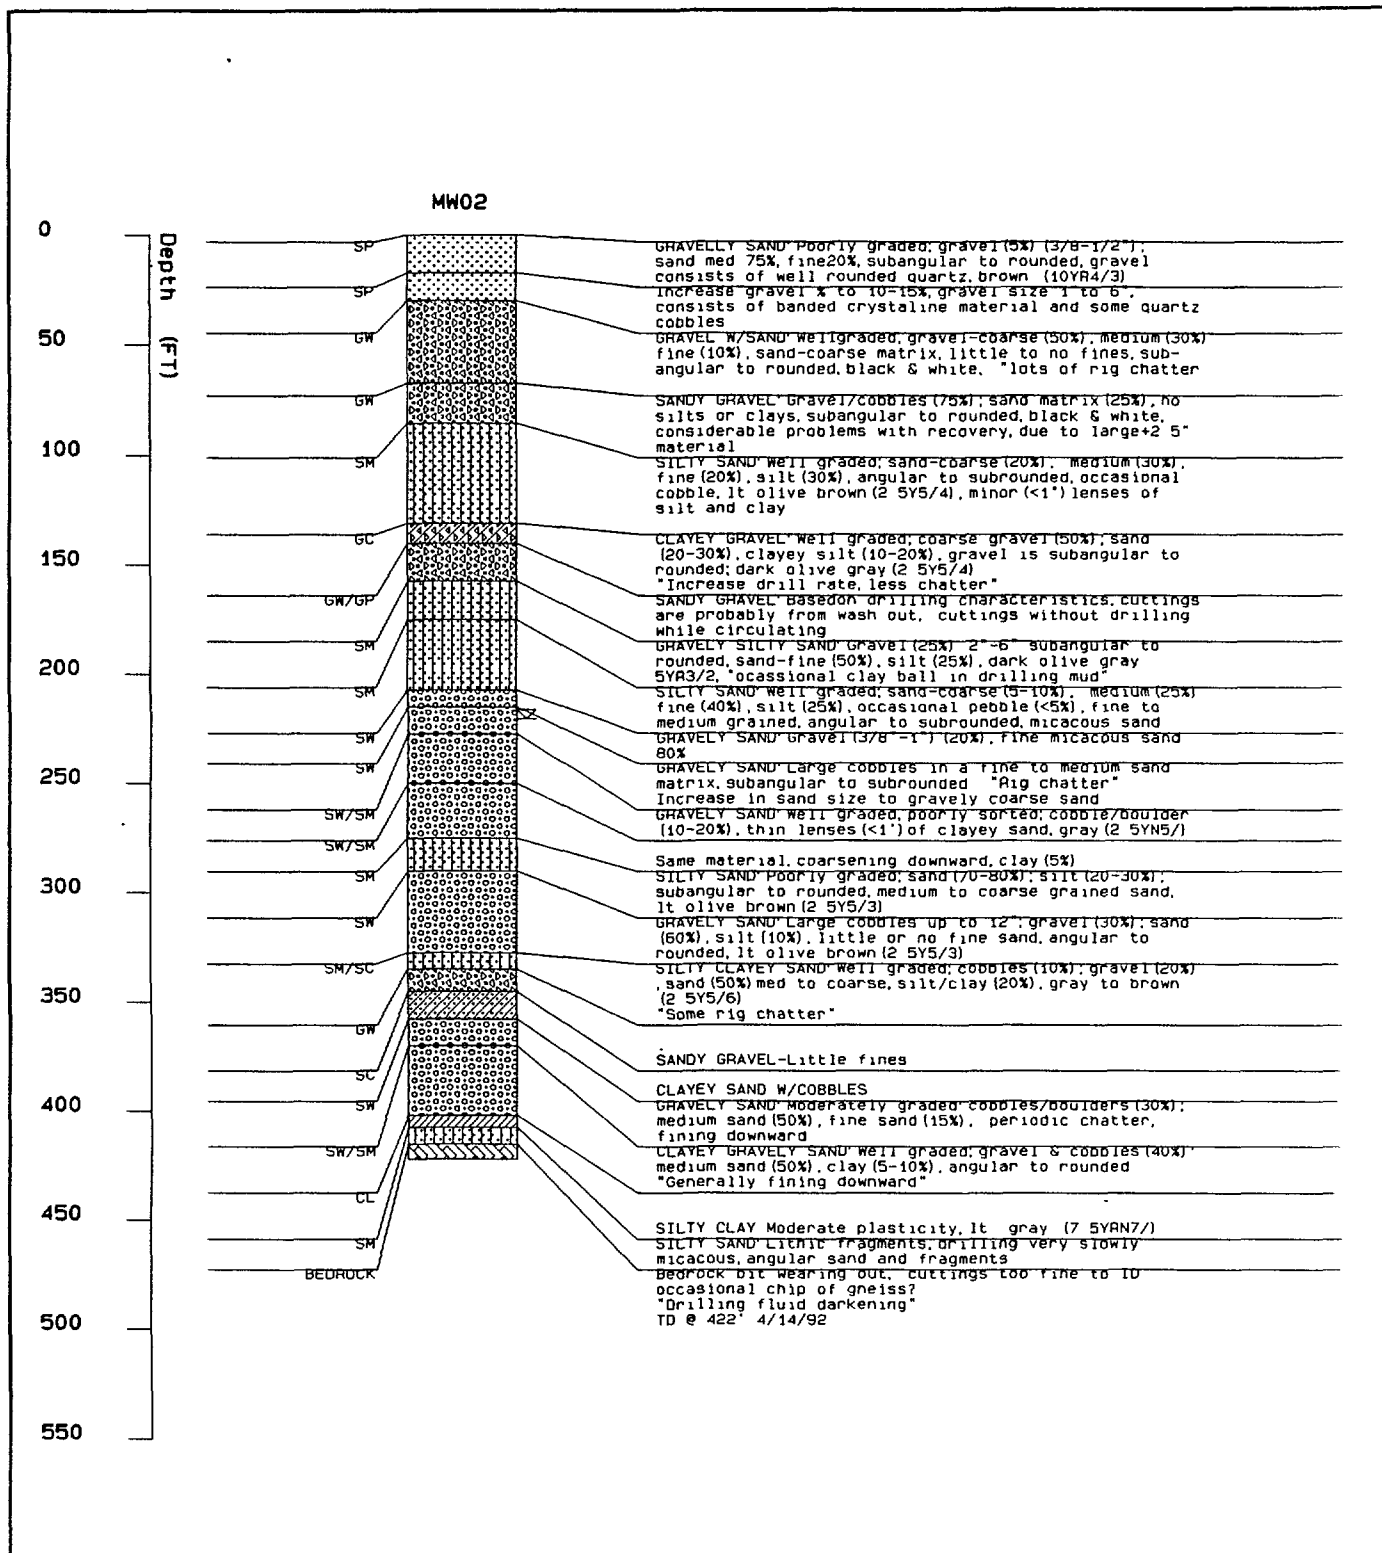 MW02
0
50
100
150
200
250
300
350
400
450
500
550
Depth (FT)
SP
SP
GW
GW
SM
GC
GW/GP
SM
SM
SW
SW
SW/SM
SW/SM
SM
SW
SM/SC
GW
SC
SW
SW/SM
CL
SM
BEDROCK
GRAVELLY SAND Poorly graded; gravel (5%) (3/8-1/2");
sand med 75%, fine20%, subangular to rounded, gravel
consists of well rounded quartz, brown (10YR4/3)
Increase gravel % to 10-15%, gravel size 1 to 6",
consists of banded crystaline material and some quartz
cobbles
GRAVEL W/SAND Wellgraded, gravel-coarse (50%), medium (30%)
fine (10%), sand-coarse matrix, little to no fines, sub-
angular to rounded, black & white, "lots of rig chatter
SANDY GRAVEL Gravel/cobbles (75%); sand matrix (25%), no
silts or clays, subangular to rounded, black & white,
considerable problems with recovery, due to large+2 5"
material
SILTY SAND Well graded; sand-coarse (20%), medium (30%),
fine (20%), silt (30%), angular to subrounded, occasional
cobble, lt olive brown (2 5Y5/4), minor (<1") lenses of
silt and clay
CLAYEY GRAVEL Well graded; coarse gravel (50%); sand
(20-30%), clayey silt (10-20%), gravel is subangular to
rounded; dark olive gray (2 5Y5/4)
"Increase drill rate, less chatter"
SANDY GRAVEL Basedon drilling characteristics, cuttings
are probably from wash out, cuttings without drilling
while circulating
GRAVELY SILTY SAND Gravel (25%) 2"-6" subangular to
rounded, sand-fine (50%), silt (25%), dark olive gray
5YR3/2, "ocassional clay ball in drilling mud"
SILTY SAND Well graded; sand-coarse (5-10%), medium (25%)
fine (40%), silt (25%), occasional pebble (<5%), fine to
medium grained, angular to subrounded, micacous sand
GRAVELY SAND Gravel (3/8"-1") (20%), fine micacous sand
80%
GRAVELY SAND Large cobbles in a fine to medium sand
matrix, subangular to subrounded "Rig chatter"
Increase in sand size to gravely coarse sand
GRAVELY SAND Well graded, poorly sorted; cobble/boulder
(10-20%), thin lenses (<1') of clayey sand, gray (2 5YN5/)
Same material, coarsening downward, clay (5%)
SILTY SAND Poorly graded; sand (70-80%); silt (20-30%);
subangular to rounded, medium to coarse grained sand,
lt olive brown (2 5Y5/3)
GRAVELY SAND Large cobbles up to 12"; gravel (30%); sand
(60%), silt (10%), little or no fine sand, angular to
rounded, lt olive brown (2 5Y5/3)
SILTY CLAYEY SAND Well graded; cobbles (10%); gravel (20%)
, sand (50%) med to coarse, silt/clay (20%), gray to brown
(2 5Y5/6)
"Some rig chatter"
SANDY GRAVEL-Little fines
CLAYEY SAND W/COBBLES
GRAVELY SAND Moderately graded cobbles/boulders (30%);
medium sand (50%), fine sand (15%), periodic chatter,
fining downward
CLAYEY GRAVELY SAND Well graded; gravel & cobbles (40%)
medium sand (50%), clay (5-10%), angular to rounded
"Generally fining downward"
SILTY CLAY Moderate plasticity, lt gray (7 5YRN7/)
SILTY SAND Lithic fragments, drilling very slowly
micacous, angular sand and fragments
Bedrock bit wearing out, cuttings too fine to ID
occasional chip of gneiss?
"Drilling fluid darkening"
TD @ 422' 4/14/92